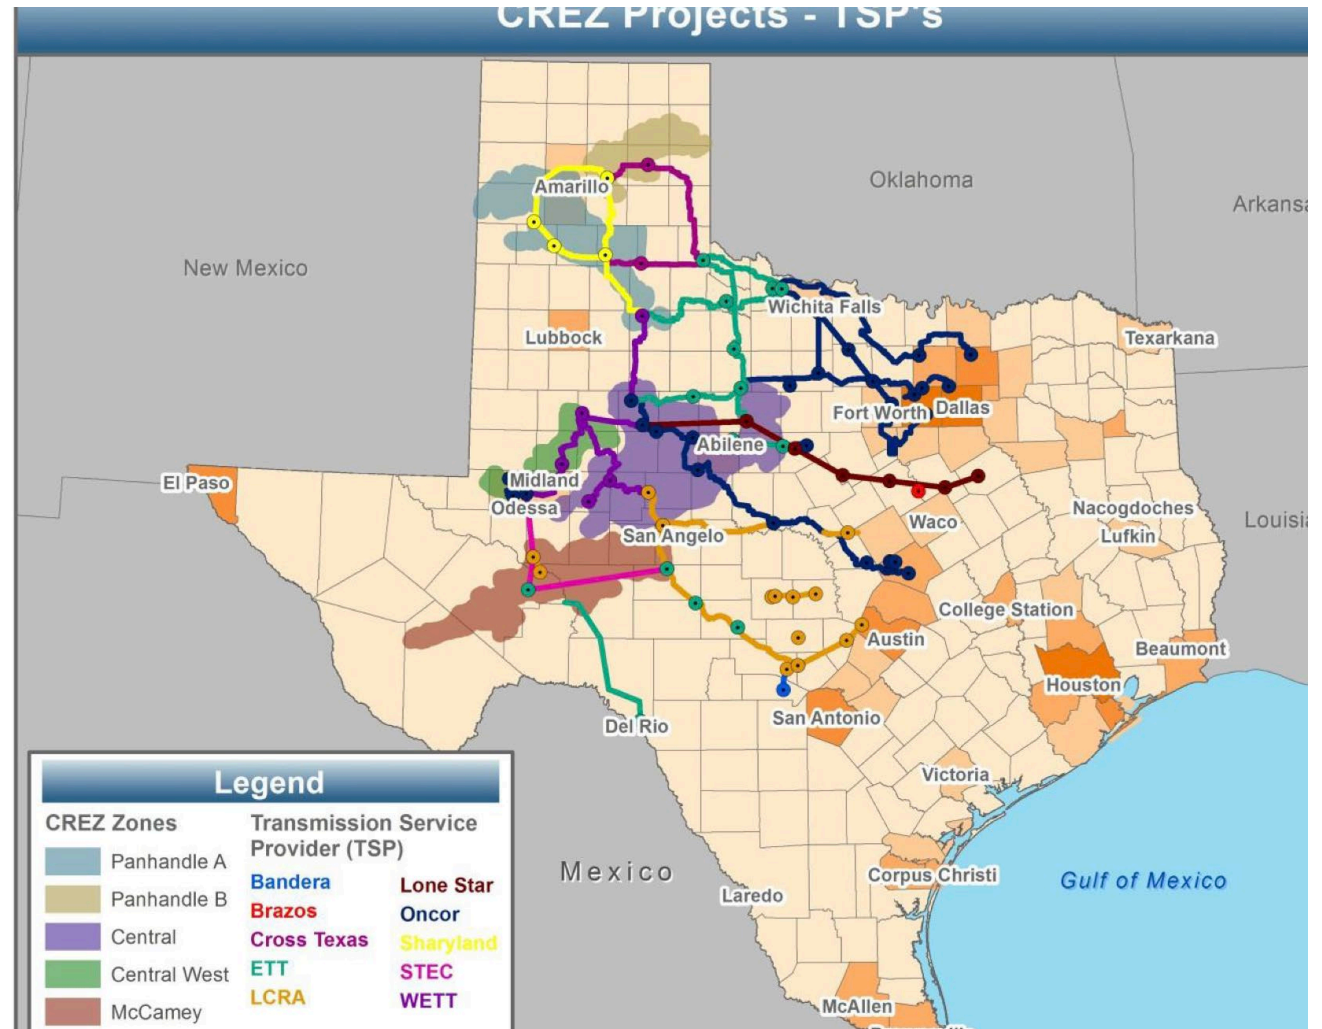 CREZ Projects - TSP's
Oklahoma
Amarillo
New Mexico
Wichita Falls
Lubbock
Texarkana
Fort Worth
Dallas
Abilene
El Paso
Midland
Odessa
Nacogdoches
Waco
San Angelo
Lufkin
College Station
Austin
Beaumont
Houston
San Antonio
Del Rio
Victoria
Mexico
Corpus Christi
Gulf of Mexico
Laredo
McAllen
Legend
CREZ Zones
Panhandle A
Panhandle B
Central
Central West
McCamey
Transmission Service
Provider (TSP)
Bandera
Brazos
Cross Texas
ETT
LCRA
Lone Star
Oncor
Sharyland
STEC
WETT